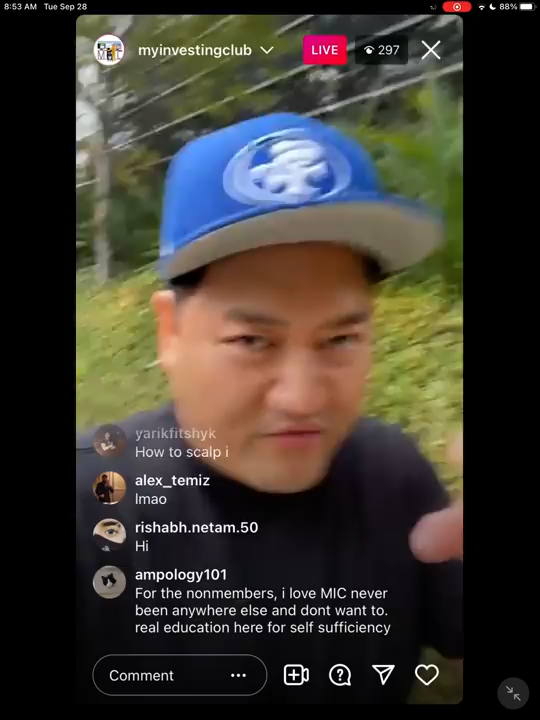 8:53 AM Tue Sep 28
88%
myinvestingclub
LIVE
297
yarikfitshyk
How to scalp i
alex_temiz
lmao
rishabh.netam.50
Hi
ampology101
For the nonmembers, i love MIC never
been anywhere else and dont want to.
real education here for self sufficiency
Comment